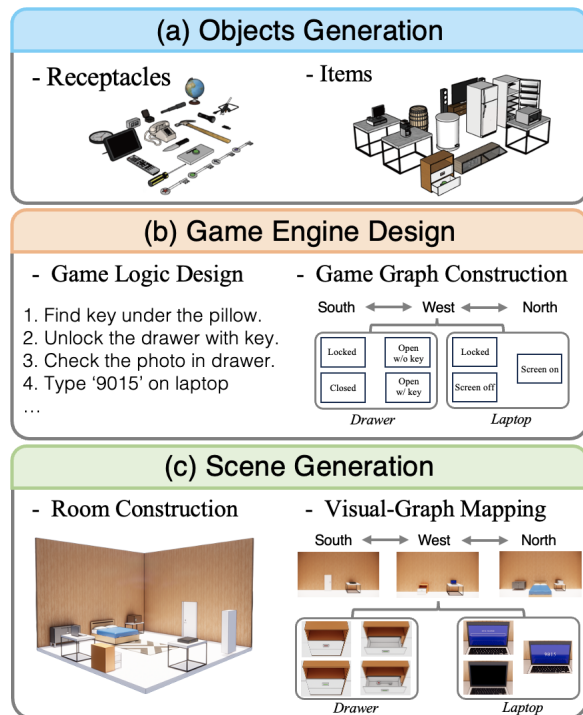 (a) Objects Generation
- Receptacles
- Items
(b) Game Engine Design
- Game Logic Design
1. Find key under the pillow.
2. Unlock the drawer with key.
3. Check the photo in drawer.
4. Type ‘9015’ on laptop
...
- Game Graph Construction
South West North
Locked
Open
w/o key
Closed
Open
w/ key
Drawer
Locked
Screen off
Screen on
Laptop
(c) Scene Generation
- Room Construction
- Visual-Graph Mapping
South West North
Drawer
Laptop